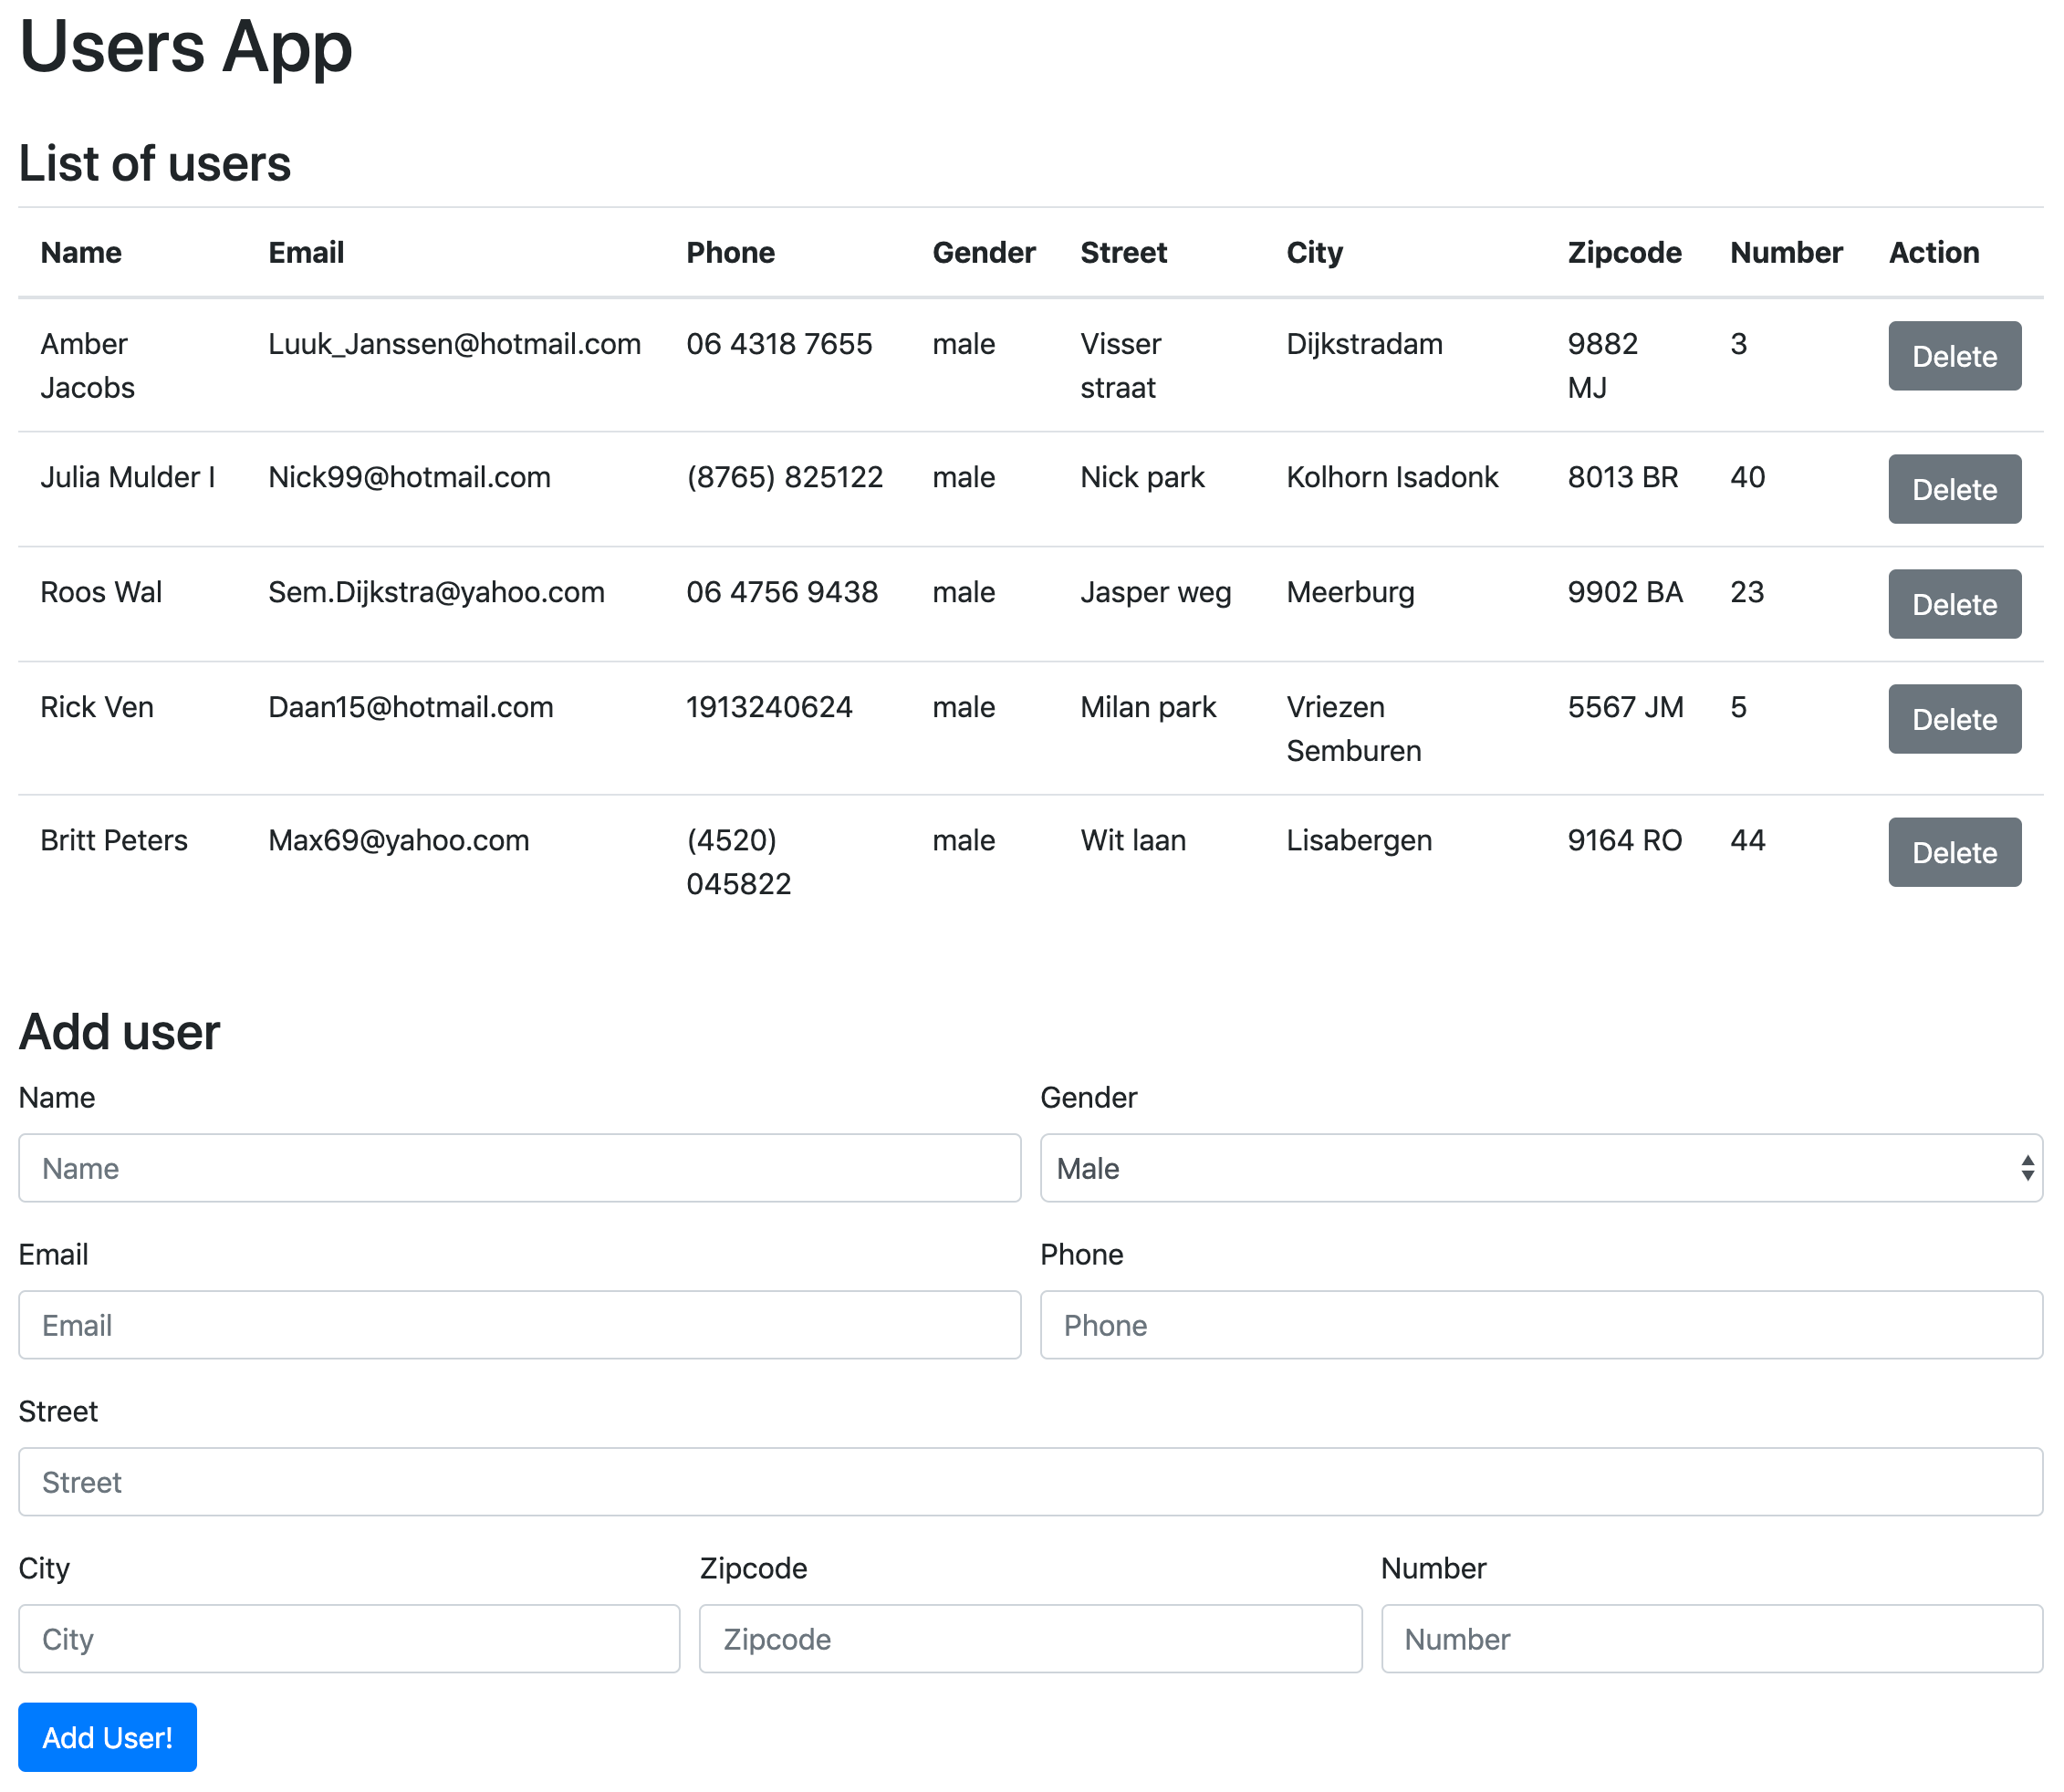 Users App
List of users
Name Email Phone Gender Street City Zipcode Number Action
Amber Luuk_Janssen@hotmail.com 06 4318 7655 male Visser Dijkstradam 9882 3 Delete
Jacobs straat MJ
Julia Mulder I Nick99@hotmail.com (8765) 825122 male Nick park Kolhorn Isadonk 8013 BR 40 Delete
Roos Wal Sem.Dijkstra@yahoo.com 06 4756 9438 male Jasper weg Meerburg 9902 BA 23 Delete
Rick Ven Daan15@hotmail.com 1913240624 male Milan park Vriezen 5567 JM 5 Delete
Semburen
Britt Peters Max69@yahoo.com (4520) male Wit laan Lisabergen 9164 RO 44 Delete
045822
Add user
Name Gender
Name Male
Email Phone
Email Phone
Street
Street
City Zipcode Number
City Zipcode Number
Add User!